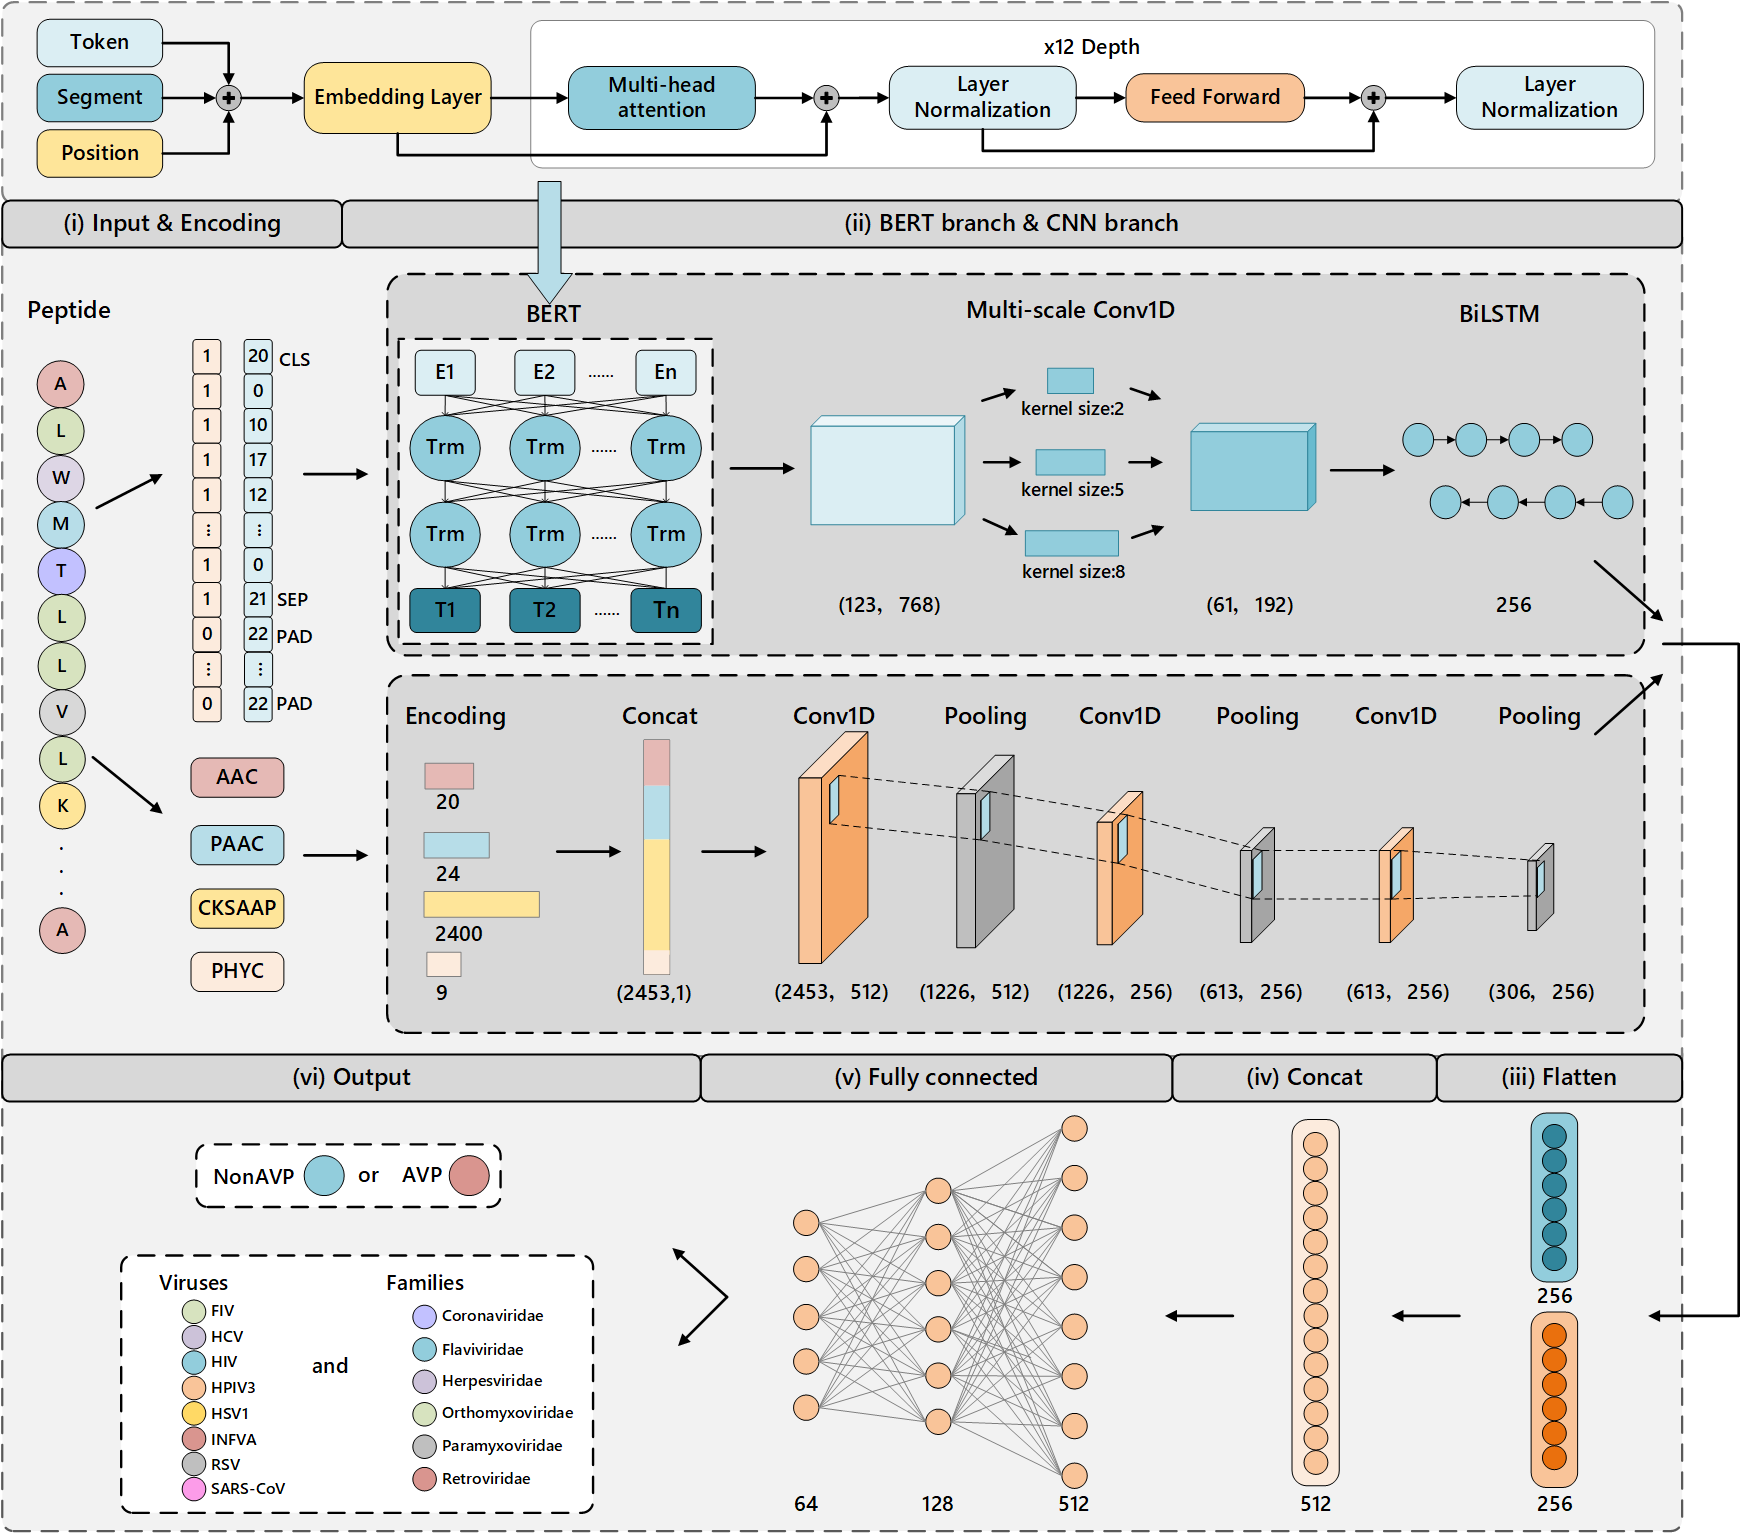 Token
Segment
Position
Embedding Layer
x12 Depth
Multi-head
attention
Layer
Normalization
Feed Forward
Layer
Normalization
(i) Input & Encoding
(ii) BERT branch & CNN branch
Peptide
A
L
W
M
T
L
L
V
L
K
.
.
.
A
1 20 CLS
1 0
1 10
1 17
1 12
⋮ ⋮
1 0
1 21 SEP
0 22 PAD
⋮ ⋮
0 22 PAD
AAC
PAAC
CKSAAP
PHYC
BERT
E1 E2 ...... En
Trm Trm ...... Trm
Trm Trm ...... Trm
T1 T2 ...... Tn
Multi-scale Conv1D
kernel size:2
kernel size:5
kernel size:8
(123, 768)
(61, 192)
BiLSTM
256
Encoding
20
24
2400
9
Concat
(2453,1)
Conv1D
(2453, 512)
Pooling
(1226, 512)
Conv1D
(1226, 256)
Pooling
(613, 256)
Conv1D
(613, 256)
Pooling
(306, 256)
(vi) Output
(v) Fully connected
(iv) Concat
(iii) Flatten
NonAVP or AVP
Viruses
FIV
HCV
HIV
HPIV3
HSV1
INFVA
RSV
SARS-CoV
and
Families
Coronaviridae
Flaviviridae
Herpesviridae
Orthomyxoviridae
Paramyxoviridae
Retroviridae
64
128
512
512
256
256